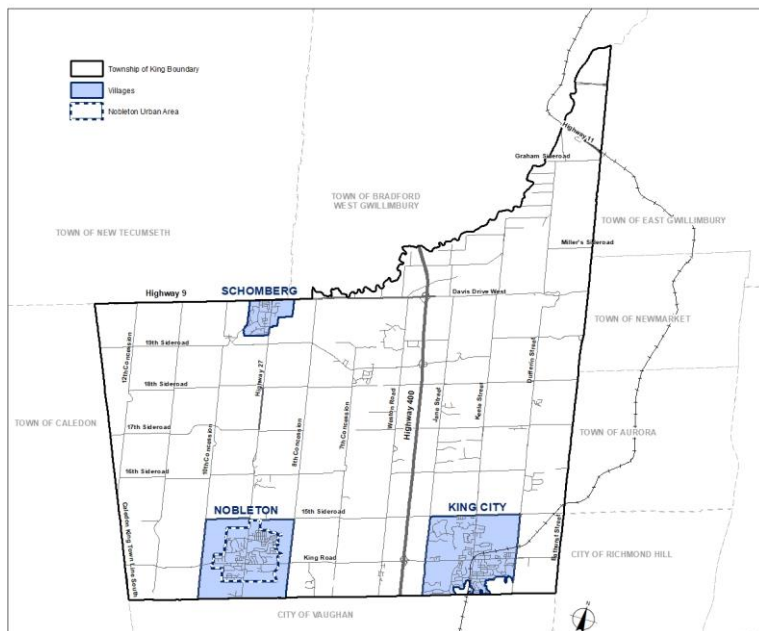 Township of King Boundary
Villages
Nobleton Urban Area
Highway 11
Graham Sideroad
TOWN OF BRADFORD
WEST GWILLIMBURY
TOWN OF EAST GWILLIMBURY
TOWN OF NEW TECUMSETH
Miller's Sideroad
SCHOMBERG
Highway 9
Davis Drive West
TOWN OF NEWMARKET
19th Sideroad
12th Concession
Highway 27
Dufferin Street
18th Sideroad
Weston Road
Highway 400
Jane Street
Keele Street
7th Concession
8th Concession
10th Concession
TOWN OF CALEDON
17th Sideroad
TOWN OF AURORA
16th Sideroad
NOBLETON
15th Sideroad
KING CITY
Caledon King Town Line South
King Road
Bathurst Street
CITY OF RICHMOND HILL
CITY OF VAUGHAN
N